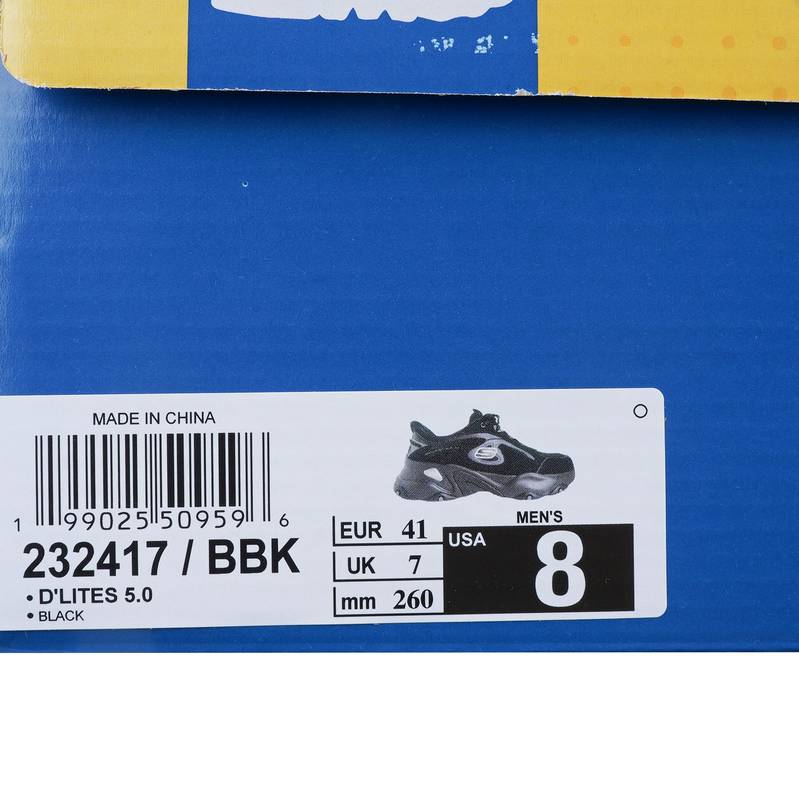 MADE IN CHINA
1 99025 50959 6
232417 / BBK
• D'LITES 5.0
• BLACK
MEN'S
EUR 41
UK 7
mm 260
USA 8